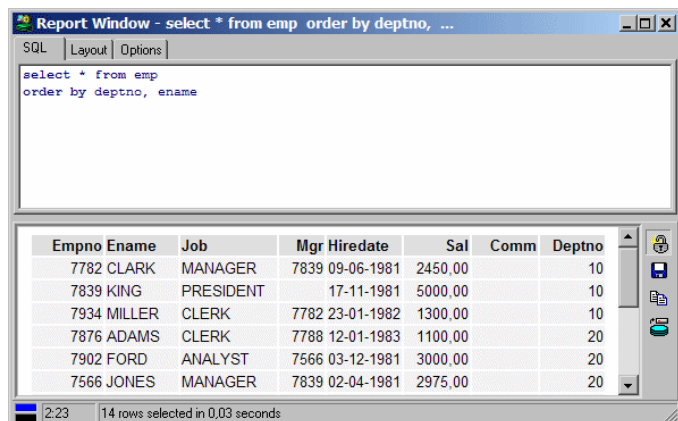 Report Window - select * from emp order by deptno, ...
SQL Layout Options
select * from emp
order by deptno, ename
Empno Ename Job Mgr Hiredate Sal Comm Deptno
7782 CLARK MANAGER 7839 09-06-1981 2450,00 10
7839 KING PRESIDENT 17-11-1981 5000,00 10
7934 MILLER CLERK 7782 23-01-1982 1300,00 10
7876 ADAMS CLERK 7788 12-01-1983 1100,00 20
7902 FORD ANALYST 7566 03-12-1981 3000,00 20
7566 JONES MANAGER 7839 02-04-1981 2975,00 20
2:23 14 rows selected in 0,03 seconds